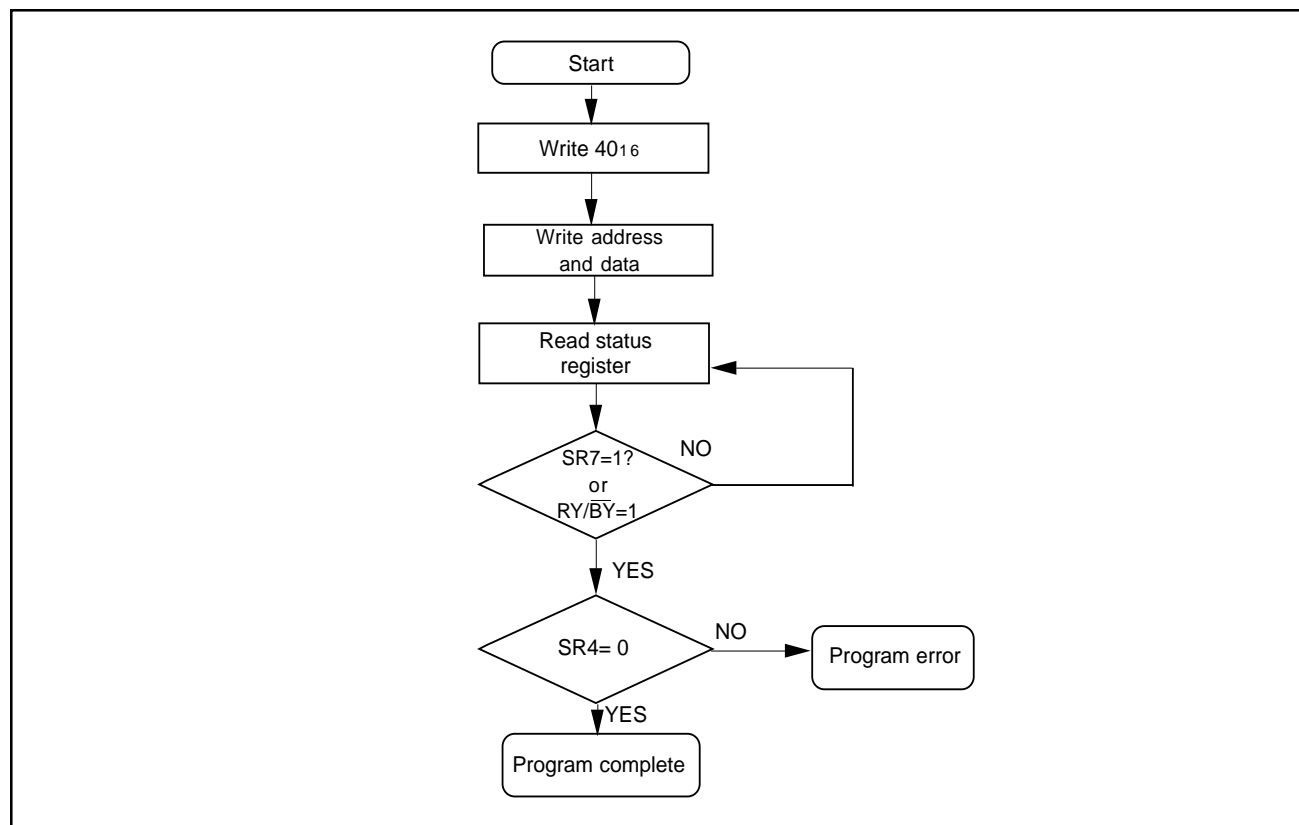 Start
Write 40₁₆
Write address
and data
Read status
register
SR7=1?
or
RY/B̅Y̅=1
NO
YES
SR4= 0
NO
Program error
YES
Program complete